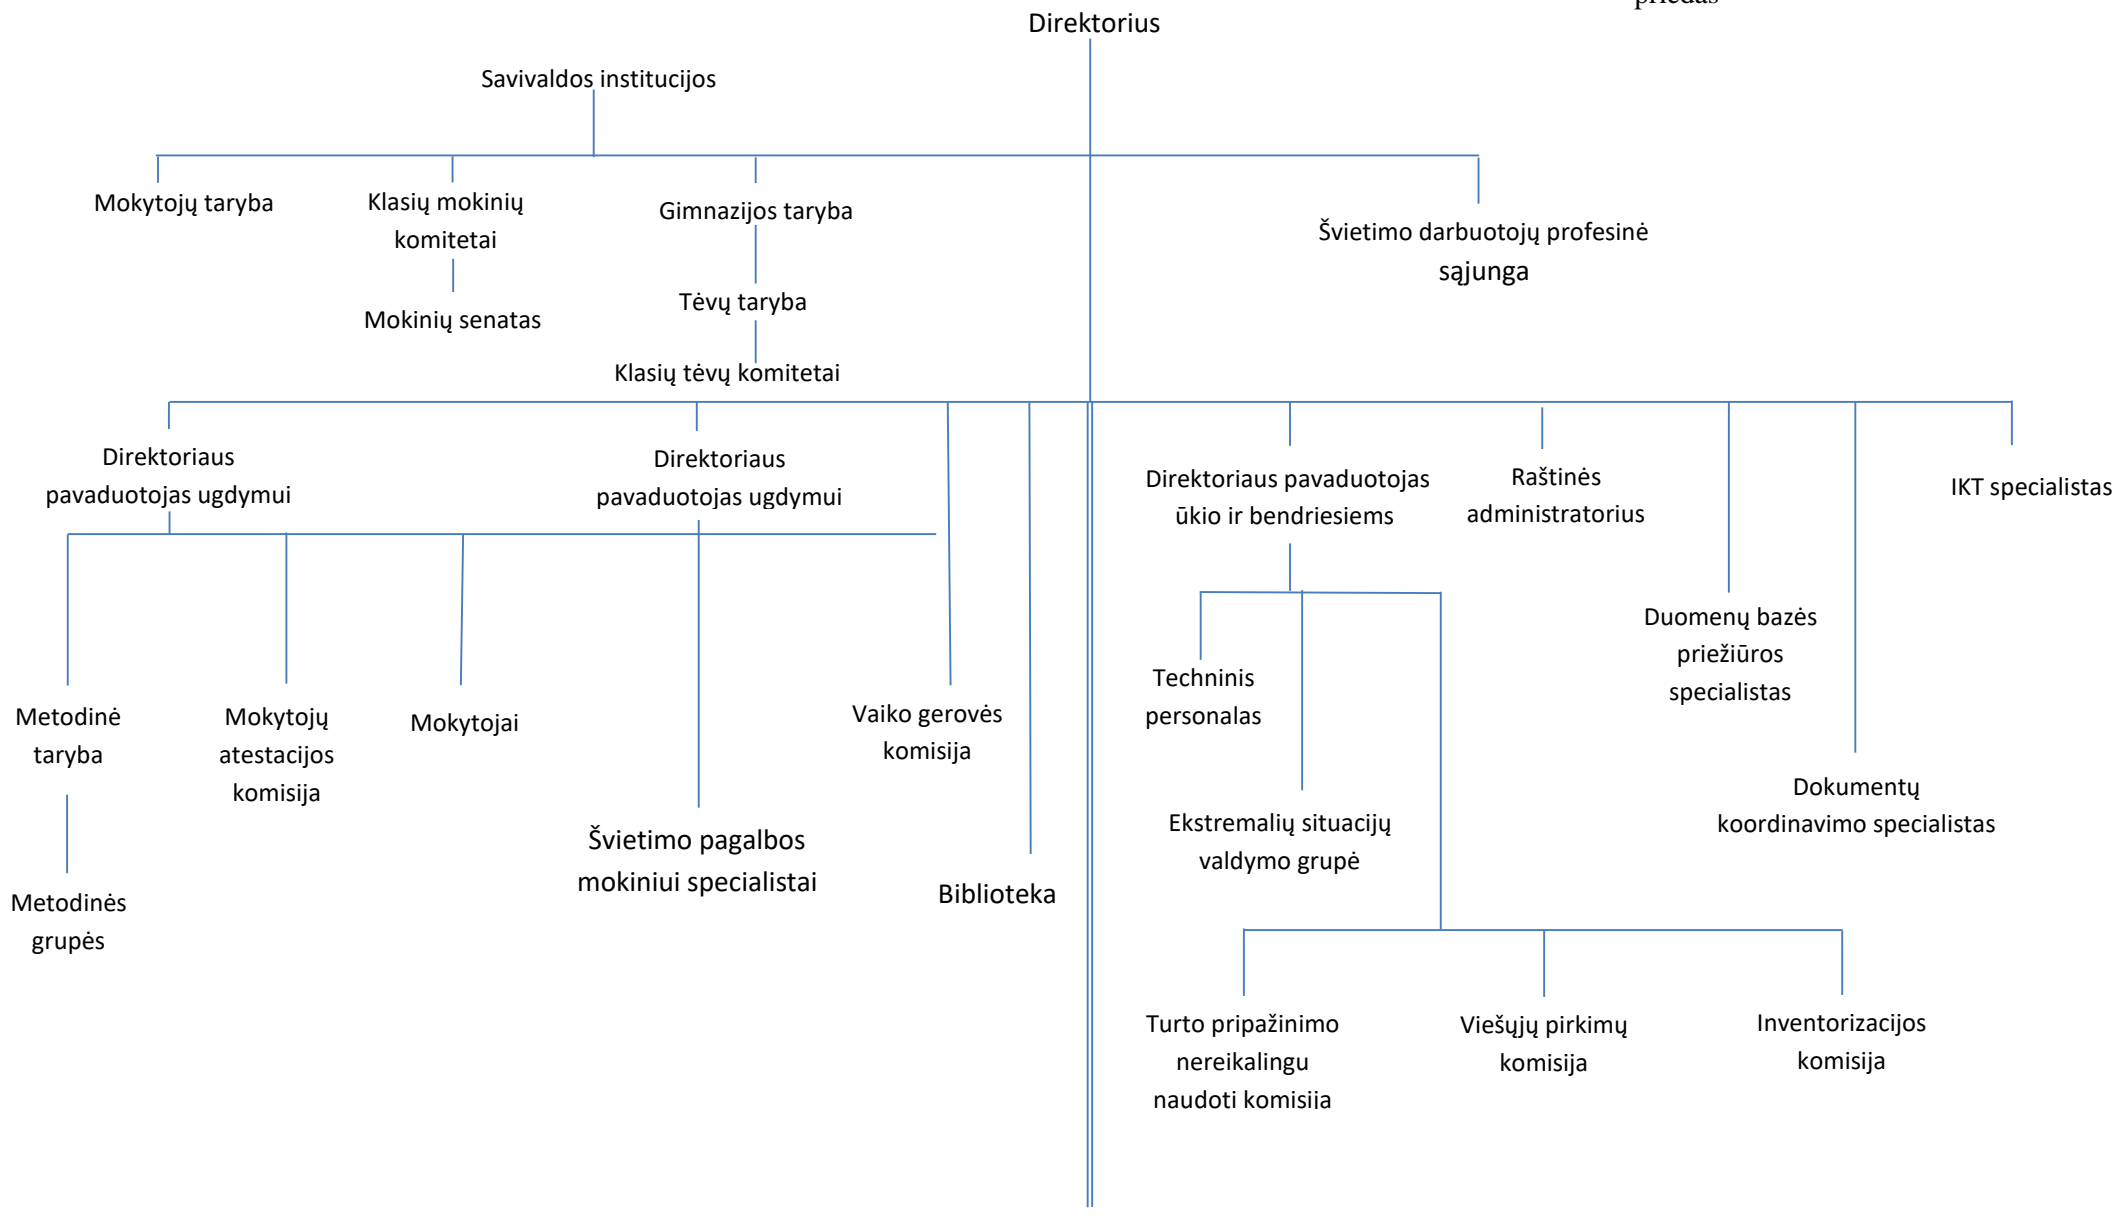 priedas
Direktorius
Savivaldos institucijos
Mokytojų taryba
Klasių mokinių
komitetai
Mokinių senatas
Gimnazijos taryba
Tėvų taryba
Klasių tėvų komitetai
Švietimo darbuotojų profesinė
sąjunga
Direktoriaus
pavaduotojas ugdymui
Direktoriaus
pavaduotojas ugdymui
Direktoriaus pavaduotojas
ūkio ir bendriesiems
Raštinės
administratorius
IKT specialistas
Duomenų bazės
priežiūros
specialistas
Dokumentų
koordinavimo specialistas
Metodinė
taryba
Metodinės
grupės
Mokytojų
atestacijos
komisija
Mokytojai
Švietimo pagalbos
mokiniui specialistai
Vaiko gerovės
komisija
Biblioteka
Techninis
personalas
Ekstremalių situacijų
valdymo grupė
Turto pripažinimo
nereikalingu
naudoti komisija
Viešųjų pirkimų
komisija
Inventorizacijos
komisija